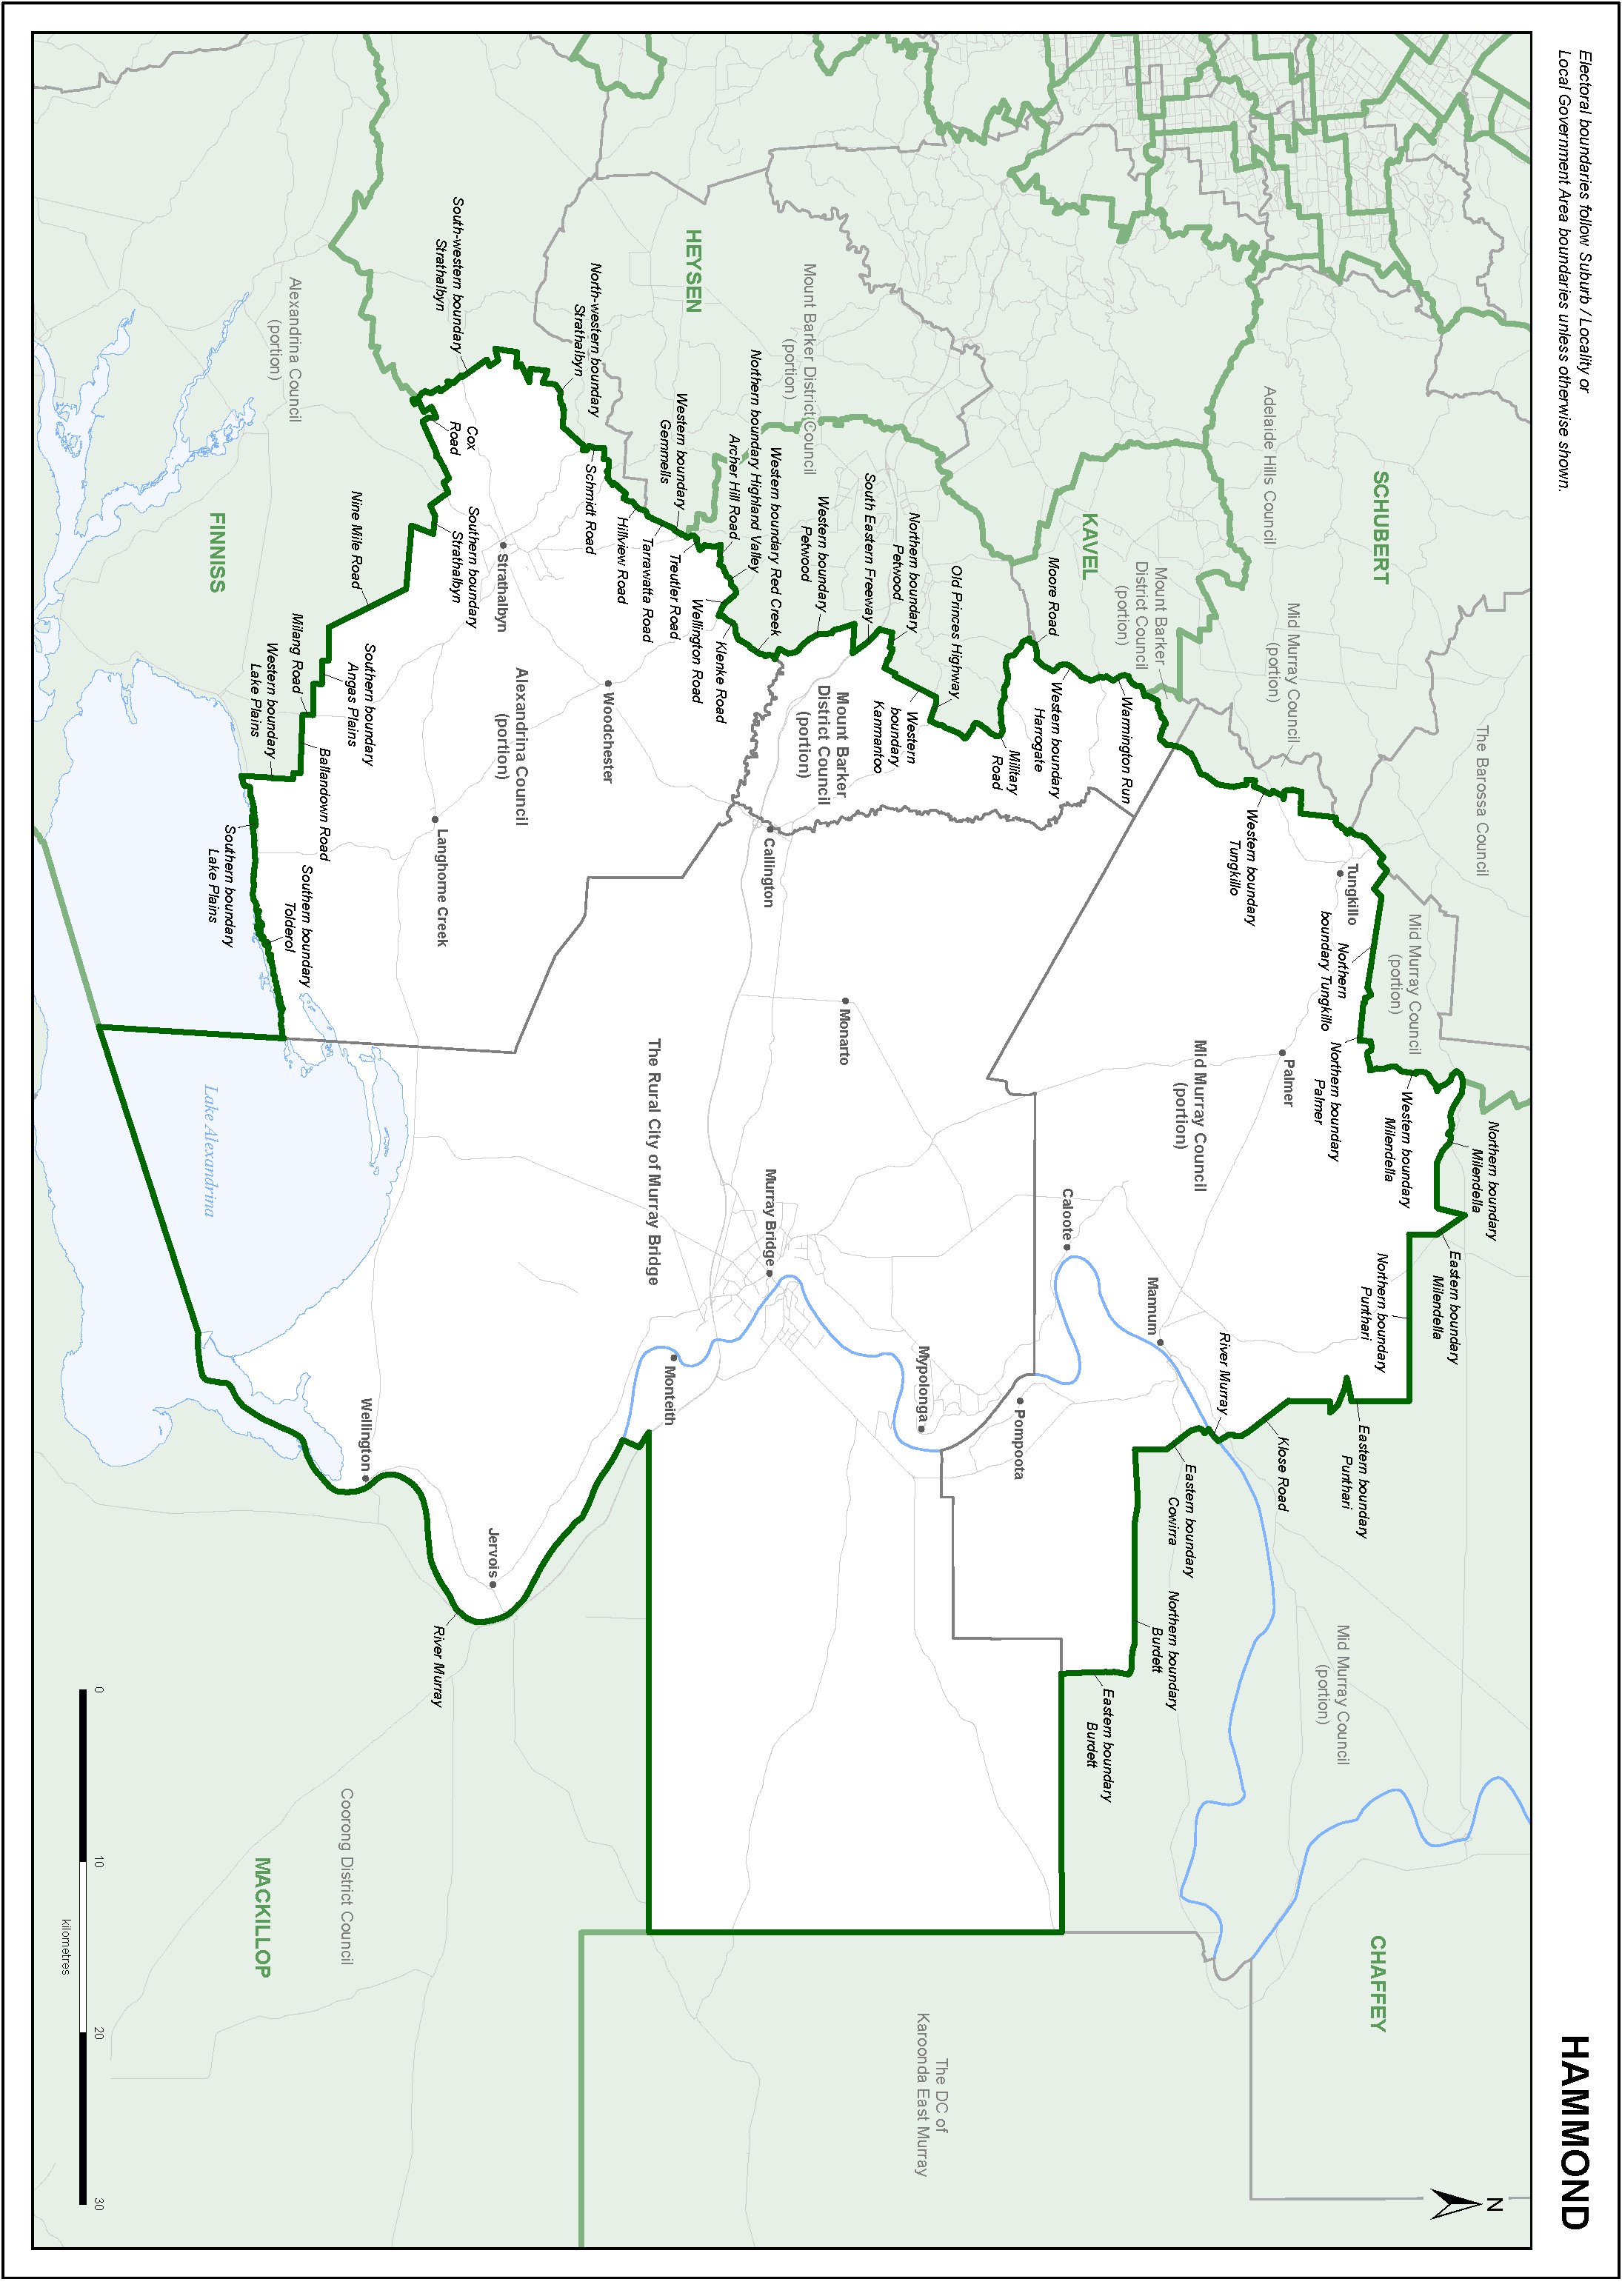 HAMMOND
Electoral boundaries follow Suburb / Locality or
Local Government Area boundaries unless otherwise shown.
N
SCHUBERT
The Barossa Council
Adelaide Hills Council
Mid Murray Council
(portion)
Mid Murray Council
(portion)
KAVEL
Mount Barker
District Council
(portion)
HEYSEN
Mount Barker District Council
(portion)
CHAFFEY
Mid Murray Council
(portion)
Northern boundary
Milendella
Eastern boundary
Milendella
Western boundary
Milendella
Northern boundary
Punthari
Eastern boundary
Punthari
Northern boundary
Palmer
Northern
boundary Tungkillo
Tungkillo
Western boundary
Tungkillo
Palmer
Mid Murray Council
(portion)
Klose Road
River Murray
Mannum
Eastern boundary
Cowirra
Northern boundary
Burdett
Eastern boundary
Burdett
Caloote
Pompoota
Mypolonga
Warmington Run
Moore Road
Western boundary
Harrogate
Military
Road
Old Princes Highway
Western
boundary
Kanmantoo
Northern boundary
Petwood
South Eastern Freeway
Western boundary
Petwood
Mount Barker
District Council
(portion)
Western boundary Red Creek
Northern boundary Highland Valley
Archer Hill Road
Klenke Road
Wellington Road
Treutler Road
Western boundary
Gemmells
Tarrawatta Road
Hillview Road
Schmidt Road
North-western boundary
Strathalbyn
South-western boundary
Strathalbyn
Cox
Road
Southern boundary
Strathalbyn
Strathalbyn
Woodchester
Callington
Monarto
Murray Bridge
The Rural City of Murray Bridge
Monteith
Alexandrina Council
(portion)
Langhorne Creek
Nine Mile Road
Southern boundary
Angas Plains
Milang Road
Ballandown Road
Western boundary
Lake Plains
Southern boundary
Lake Plains
Southern boundary
Tolderol
Alexandrina Council
(portion)
FINNISS
Lake Alexandrina
Wellington
Jervois
River Murray
Coorong District Council
MACKILLOP
The DC of
Karoonda East Murray
0
10
20
30
kilometres